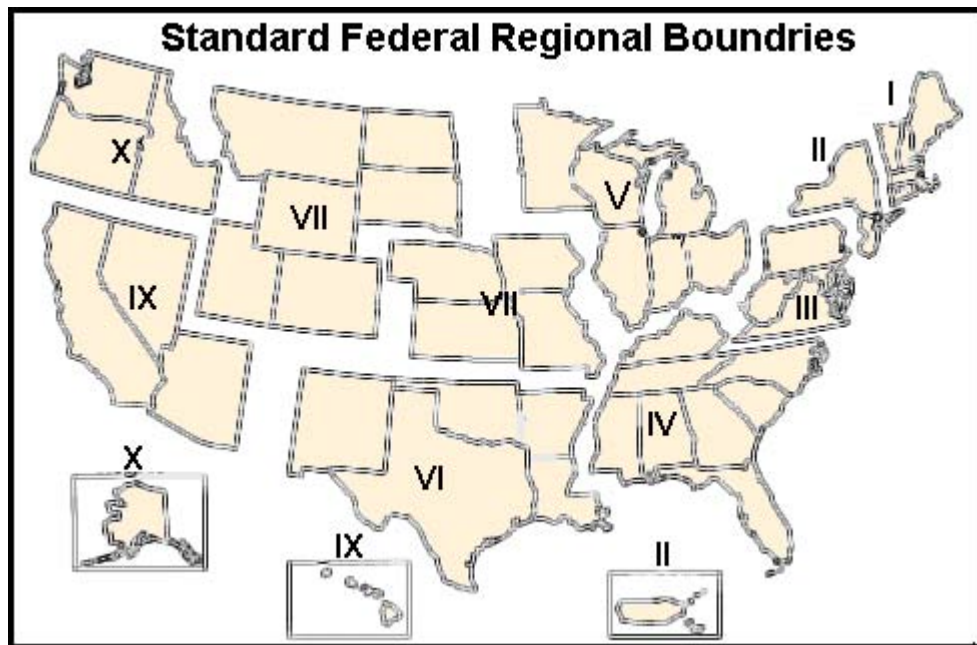 Standard Federal Regional Boundries
I
II
X
V
VII
IX
VII
III
IV
VI
X
IX
II